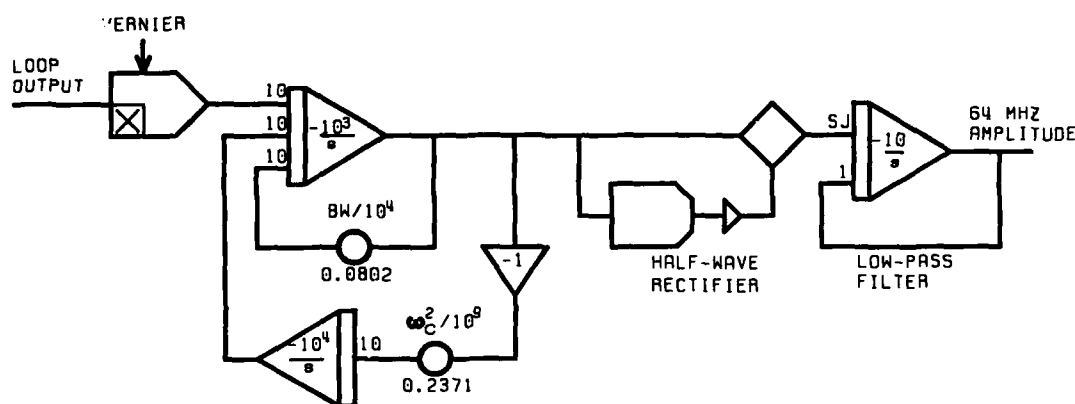 VERNIER
LOOP
OUTPUT
10
10
10
-10³
s
BW/10⁴
0.0802
-1
ω_C²/10⁹
0.2371
10
-10⁴
s
HALF-WAVE
RECTIFIER
SJ
1
-10
s
LOW-PASS
FILTER
64 MHZ
AMPLITUDE